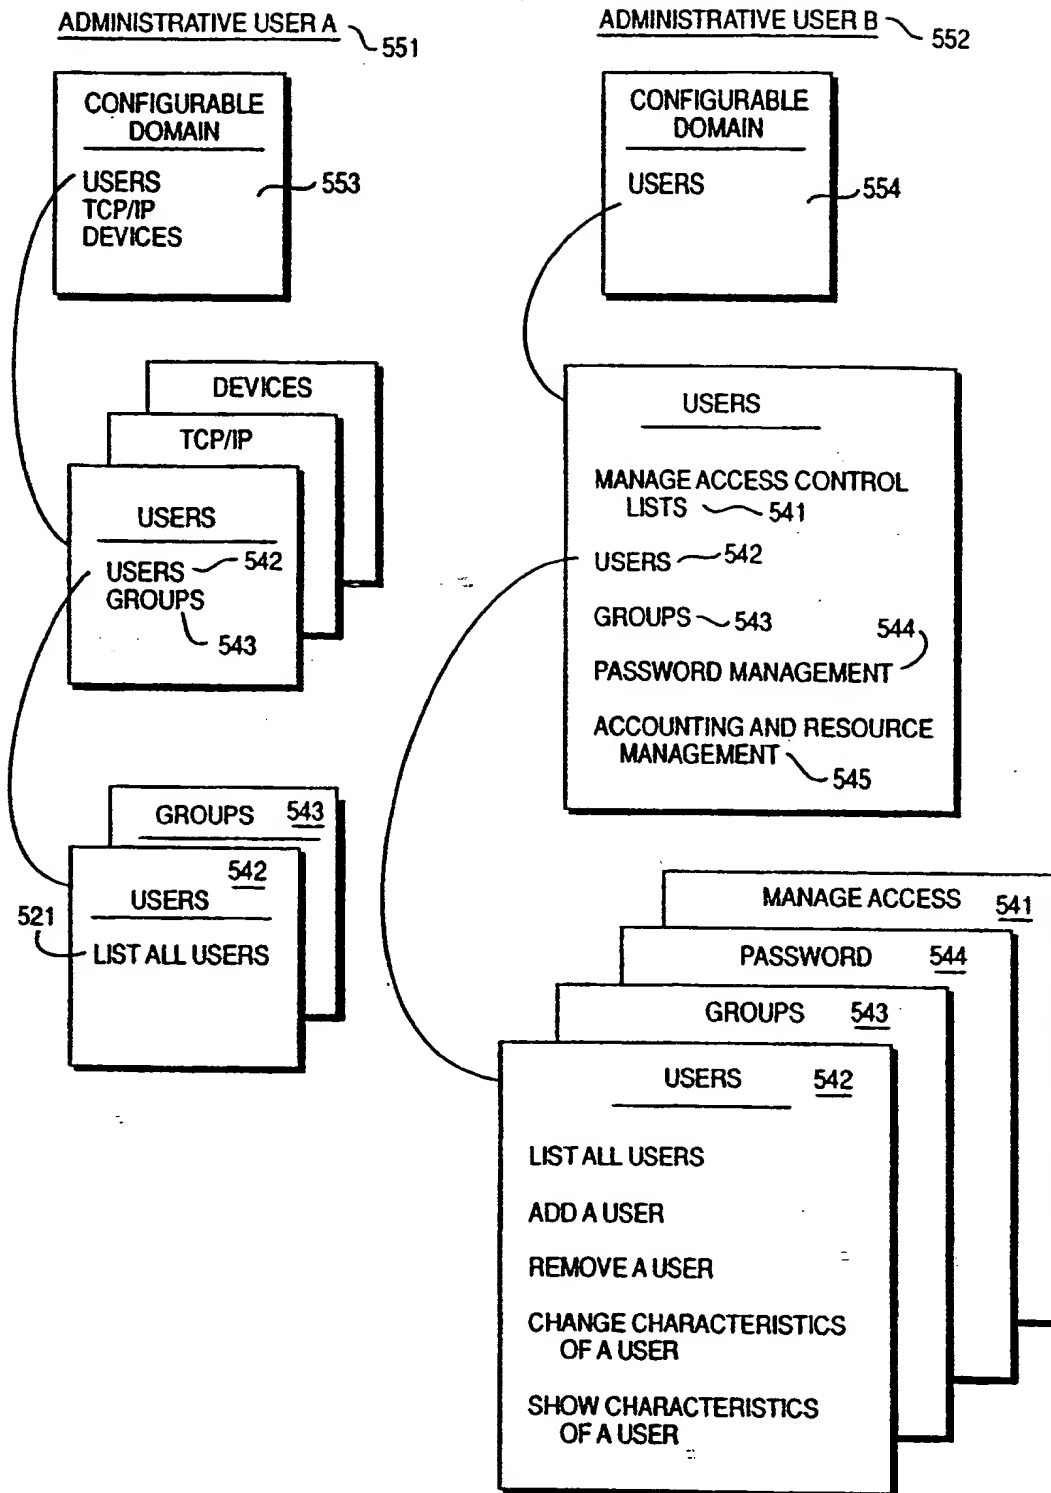 ADMINISTRATIVE USER A
551
CONFIGURABLE
DOMAIN
USERS
TCP/IP
DEVICES
553
DEVICES
TCP/IP
USERS
USERS
542
GROUPS
543
GROUPS
543
USERS
542
521
LIST ALL USERS
ADMINISTRATIVE USER B
552
CONFIGURABLE
DOMAIN
USERS
554
USERS
MANAGE ACCESS CONTROL
LISTS
541
USERS
542
GROUPS
543
544
PASSWORD MANAGEMENT
ACCOUNTING AND RESOURCE
MANAGEMENT
545
MANAGE ACCESS
541
PASSWORD
544
GROUPS
543
USERS
542
LIST ALL USERS
ADD A USER
REMOVE A USER
CHANGE CHARACTERISTICS
OF A USER
SHOW CHARACTERISTICS
OF A USER